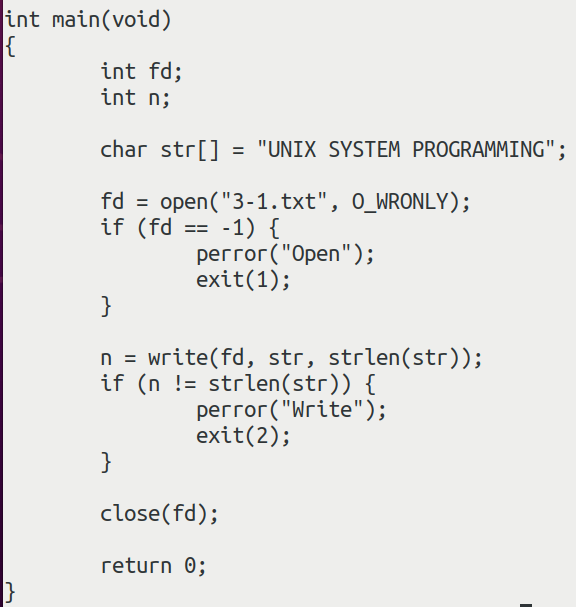 int main(void)
{
        int fd;
        int n;

        char str[] = "UNIX SYSTEM PROGRAMMING";

        fd = open("3-1.txt", O_WRONLY);
        if (fd == -1) {
                perror("Open");
                exit(1);
        }

        n = write(fd, str, strlen(str));
        if (n != strlen(str)) {
                perror("Write");
                exit(2);
        }

        close(fd);

        return 0;
}